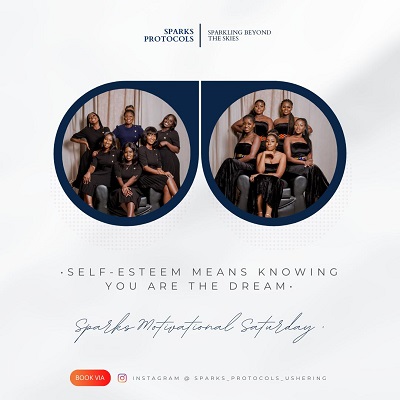 SPARKS PROTOCOLS
SPARKLING BEYOND THE SKIES
•SELF-ESTEEM MEANS KNOWING
YOU ARE THE DREAM•
Sparks Motivational Saturday .
BOOK VIA
INSTAGRAM @ SPARKS_PROTOCOLS_USHERING